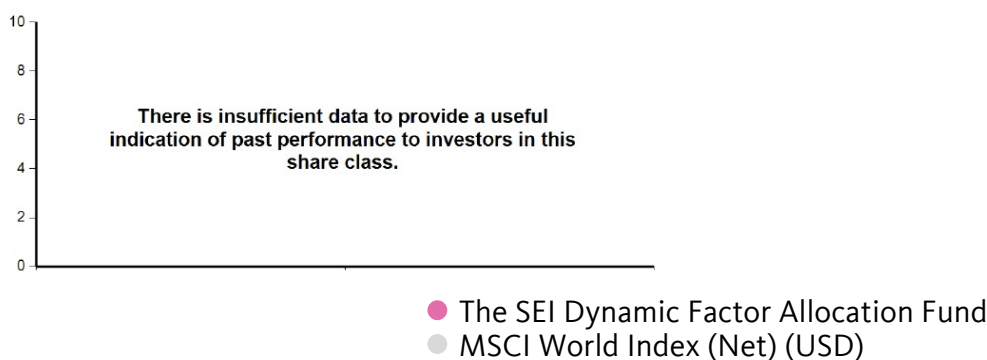 10
8
6
4
2
0
There is insufficient data to provide a useful
indication of past performance to investors in this
share class.
The SEI Dynamic Factor Allocation Fund
MSCI World Index (Net) (USD)